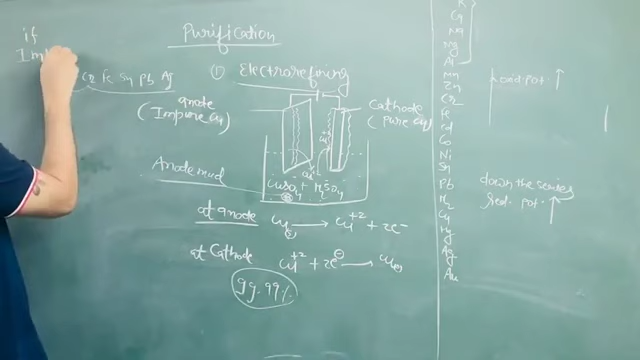 if
Purification
Imp
Cr Fe Sn Pb Ag
① Electrorefining
anode
(Impure Cu)
Cathode
(Pure Cu)
Anode mud
CuSO4 + H2SO4
at anode Cu(s) → Cu+2 + 2e-
at Cathode Cu+2 + 2e⊖ → Cu(s)
99.99%
K
Ca
Na
Mg
Al
Mn
Zn
Cr
Fe
Cd
Co
Ni
Sn
Pb
H2
Cu
Hg
Ag
Au
Oxid pot. ↑
down the series
Red. pot. ↑